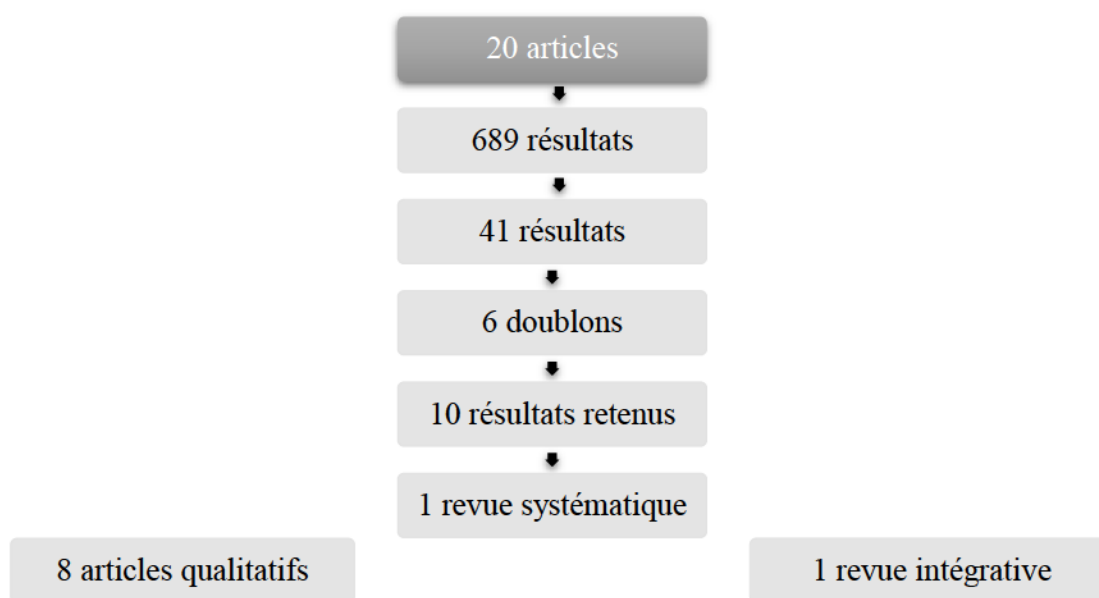 20 articles
689 résultats
41 résultats
6 doublons
10 résultats retenus
1 revue systématique
8 articles qualitatifs
1 revue intégrative